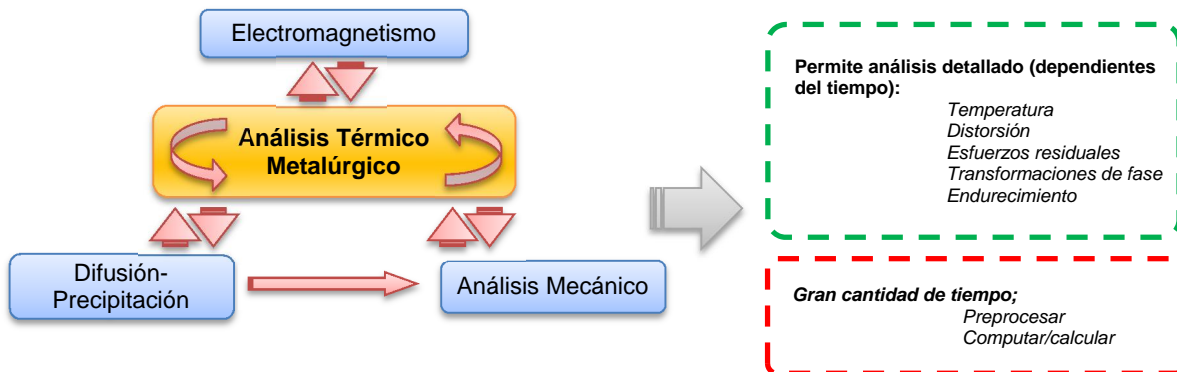 Electromagnetismo
Análisis Térmico
Metalúrgico
Difusión-
Precipitación
Análisis Mecánico
Permite análisis detallado (dependientes
del tiempo):
Temperatura
Distorsión
Esfuerzos residuales
Transformaciones de fase
Endurecimiento
Gran cantidad de tiempo;
Preprocesar
Computar/calcular